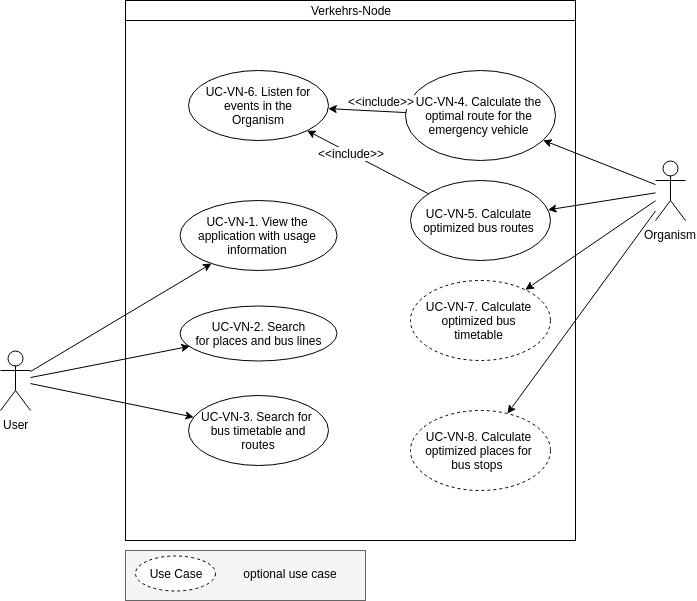 Verkehrs-Node
UC-VN-6. Listen for
events in the
Organism
<<include>>
UC-VN-4. Calculate the
optimal route for the
emergency vehicle
<<include>>
UC-VN-5. Calculate
optimized bus routes
Organism
UC-VN-1. View the
application with usage
information
UC-VN-7. Calculate
optimized bus
timetable
UC-VN-2. Search
for places and bus lines
User
UC-VN-3. Search for
bus timetable and
routes
UC-VN-8. Calculate
optimized places for
bus stops
Use Case
optional use case